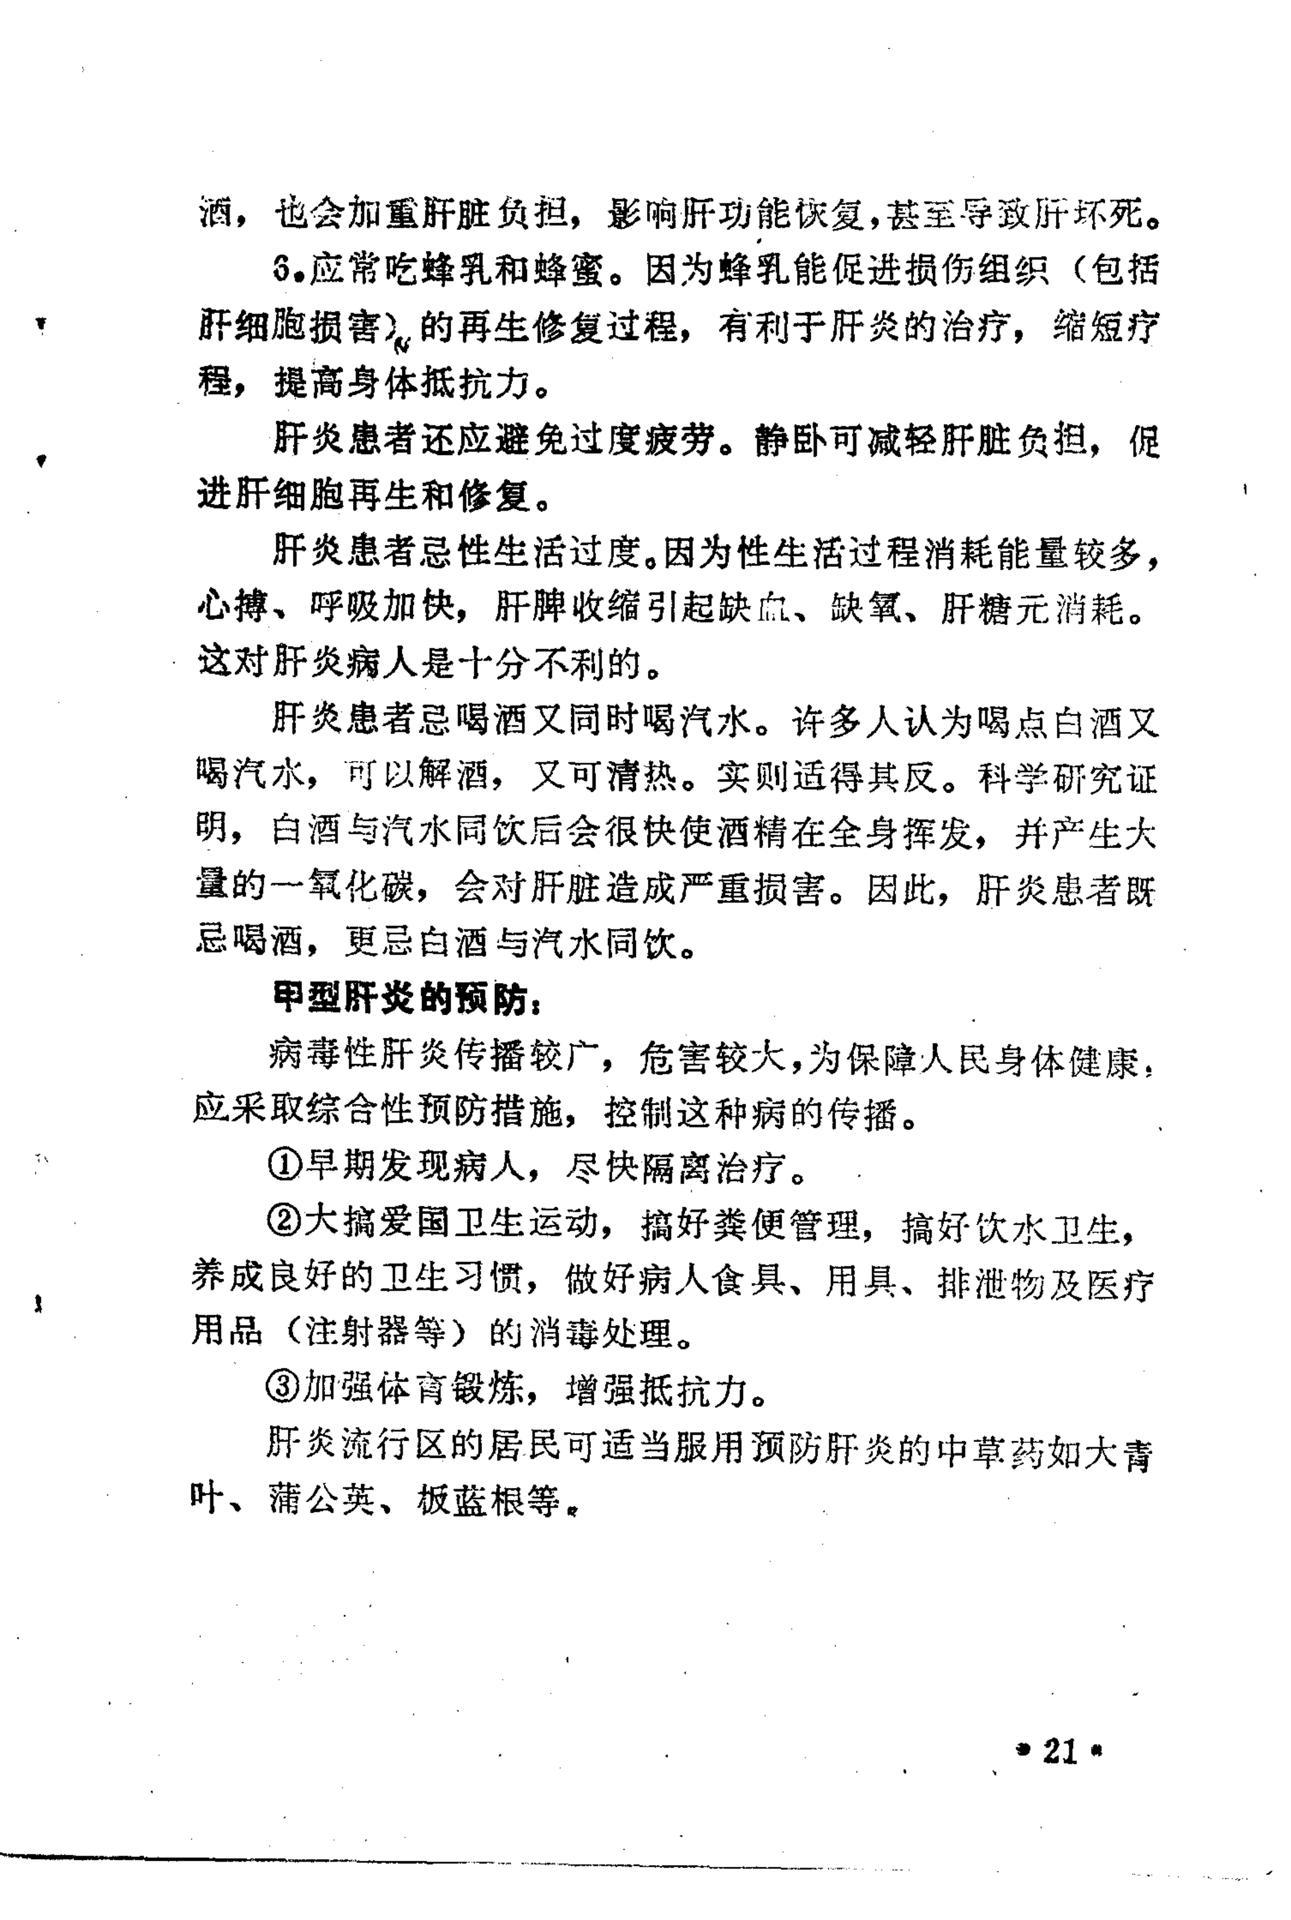 酒，也会加重肝脏负担，影响肝功能恢复，甚至导致肝坏死。
6.应常吃蜂乳和蜂蜜。因为蜂乳能促进损伤组织（包括
肝细胞损害）的再生修复过程，有利于肝炎的治疗，缩短疗
程，提高身体抵抗力。
肝炎患者还应避免过度疲劳。静卧可减轻肝脏负担，促
进肝细胞再生和修复。
肝炎患者忌性生活过度。因为性生活过程消耗能量较多，
心搏、呼吸加快，肝脾收缩引起缺血、缺氧、肝糖元消耗。
这对肝炎病人是十分不利的。
肝炎患者忌喝酒又同时喝汽水。许多人认为喝点白酒又
喝汽水，可以解酒，又可清热。实则适得其反。科学研究证
明，白酒与汽水同饮后会很快使酒精在全身挥发，并产生大
量的一氧化碳，会对肝脏造成严重损害。因此，肝炎患者既
忌喝酒，更忌白酒与汽水同饮。
甲型肝炎的预防：
病毒性肝炎传播较广，危害较大，为保障人民身体健康，
应采取综合性预防措施，控制这种病的传播。
①早期发现病人，尽快隔离治疗。
②大搞爱国卫生运动，搞好粪便管理，搞好饮水卫生，
养成良好的卫生习惯，做好病人食具、用具、排泄物及医疗
用品（注射器等）的消毒处理。
③加强体育锻炼，增强抵抗力。
肝炎流行区的居民可适当服用预防肝炎的中草药如大青
叶、蒲公英、板蓝根等。
• 21 •